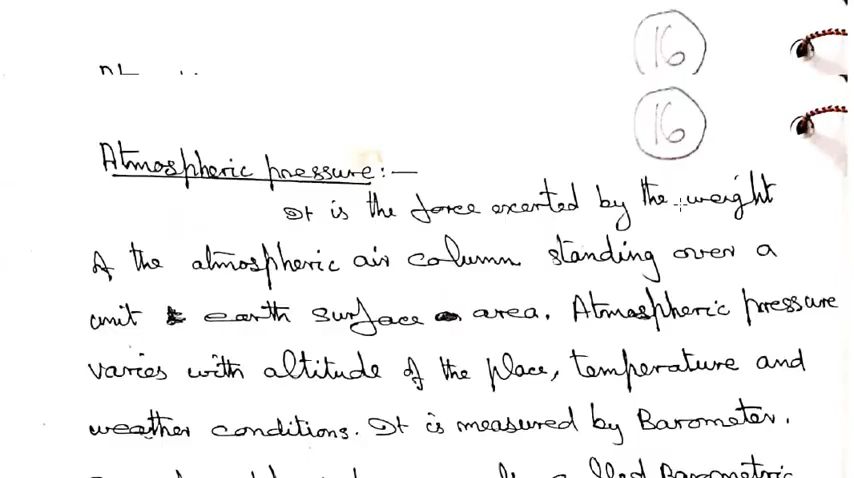 16
16
Atmospheric pressure:-
It is the force exerted by the weight
of the atmospheric air column standing over a
unit earth surface area. Atmospheric pressure
varies with altitude of the place, temperature and
weather conditions. It is measured by Barometer.
called Barometric